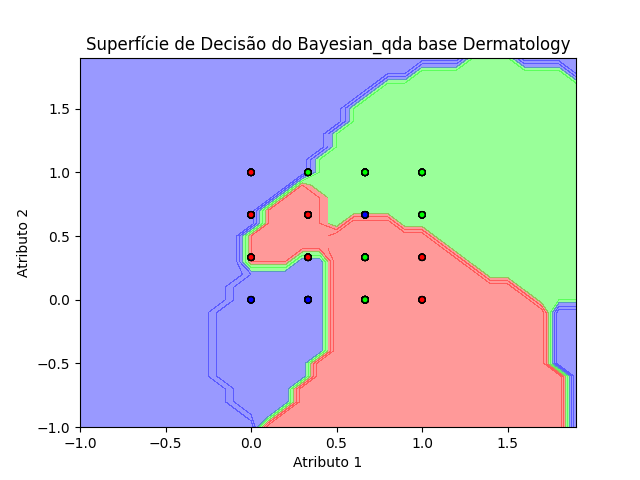 Superfície de Decisão do Bayesian_qda base Dermatology
1.5
1.0
0.5
0.0
−0.5
−1.0
Atributo 2
−1.0 −0.5 0.0 0.5 1.0 1.5
Atributo 1